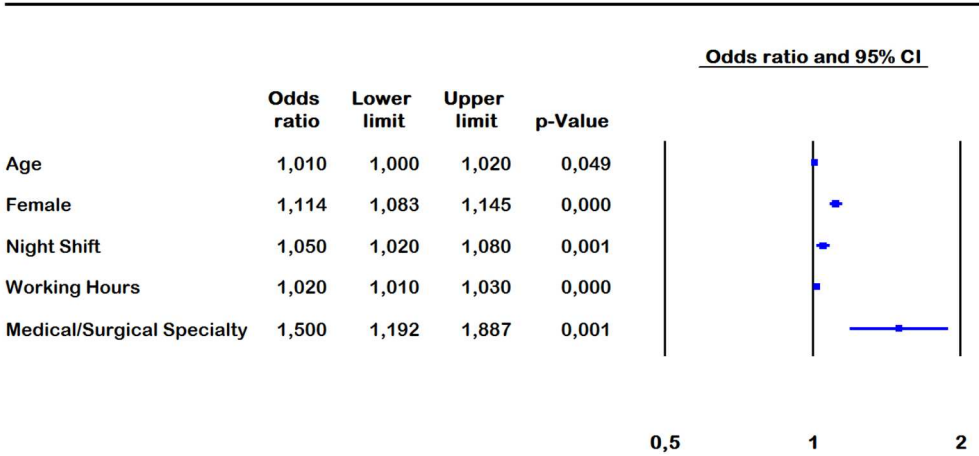 Odds ratio and 95% CI
Odds Lower Upper
ratio limit limit p-Value
Age 1,010 1,000 1,020 0,049
Female 1,114 1,083 1,145 0,000
Night Shift 1,050 1,020 1,080 0,001
Working Hours 1,020 1,010 1,030 0,000
Medical/Surgical Specialty 1,500 1,192 1,887 0,001
0,5 1 2